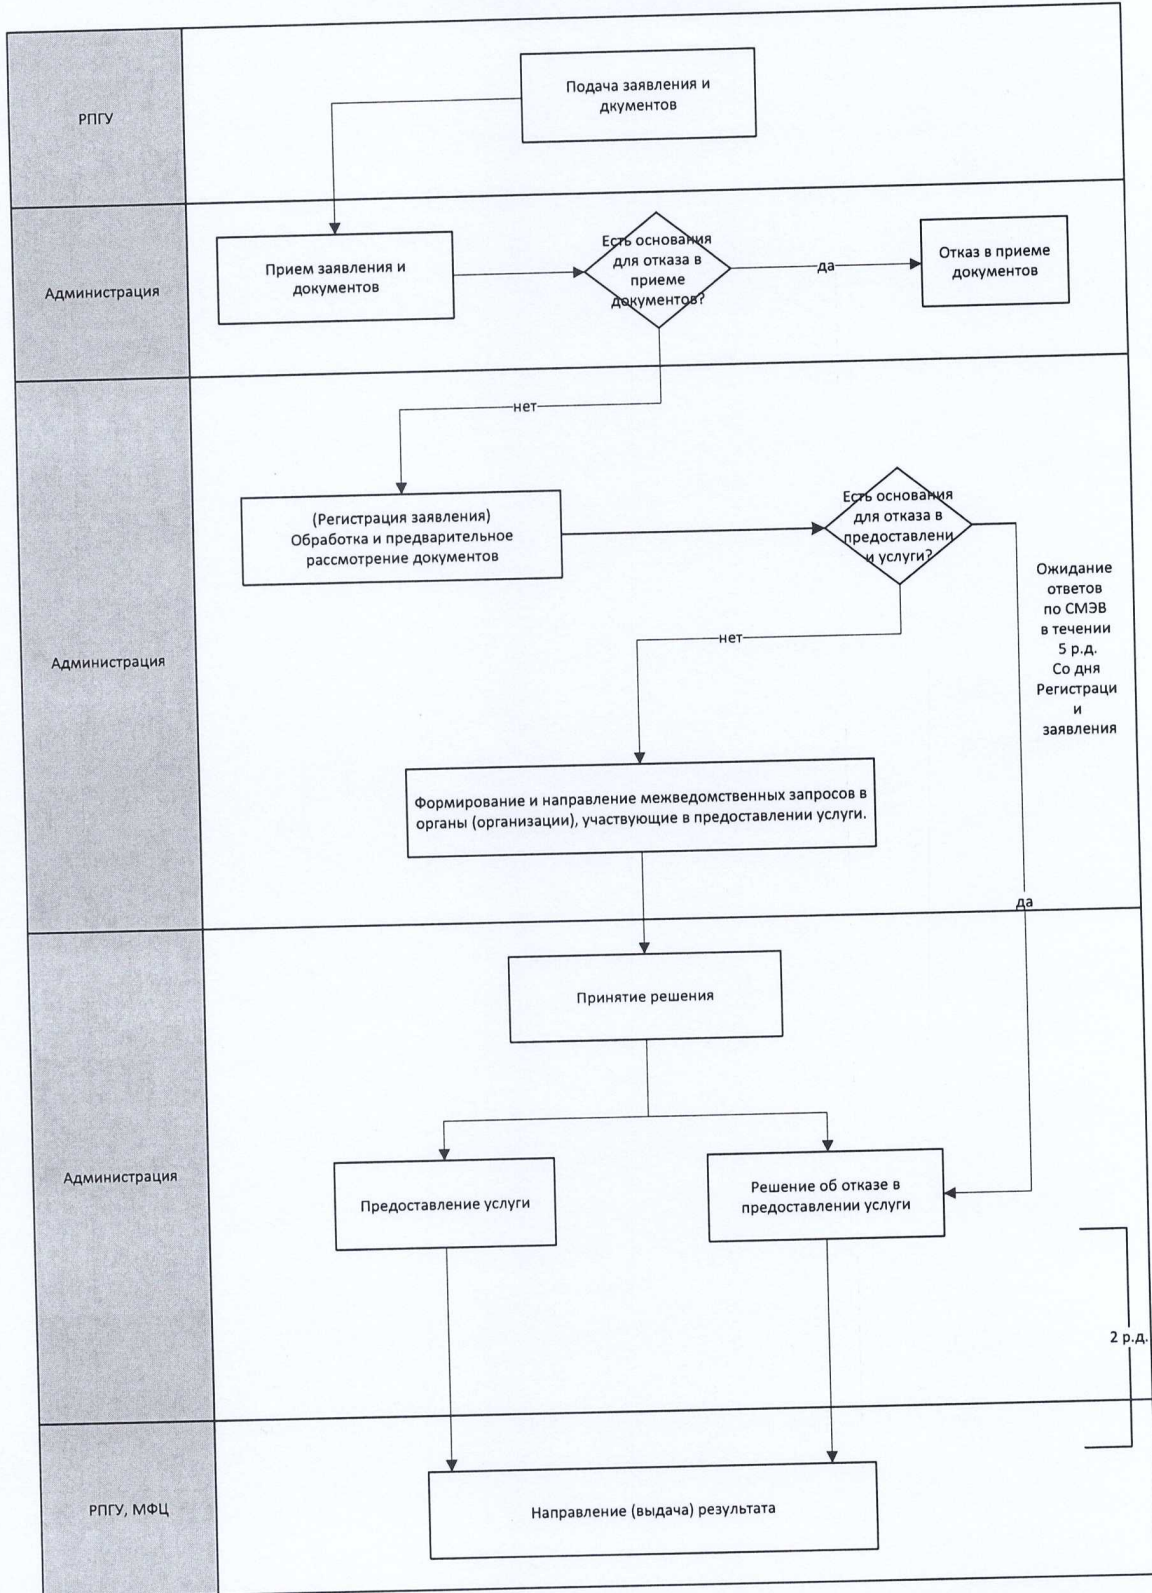 РПГУ
Подача заявления и
дкументов
Администрация
Прием заявления и
документов
Есть основания
для отказа в
приеме
документов?
да
Отказ в приеме
документов
нет
Администрация
(Регистрация заявления)
Обработка и предварительное
рассмотрение документов
Есть основания
для отказа в
предоставлени
и услуги?
нет
Ожидание
ответов
по СМЭВ
в течении
5 р.д.
Со дня
Регистраци
и
заявления
Формирование и направление межведомственных запросов в
органы (организации), участвующие в предоставлении услуги.
да
Администрация
Принятие решения
Предоставление услуги
Решение об отказе в
предоставлении услуги
2 р.д.
РПГУ, МФЦ
Направление (выдача) результата